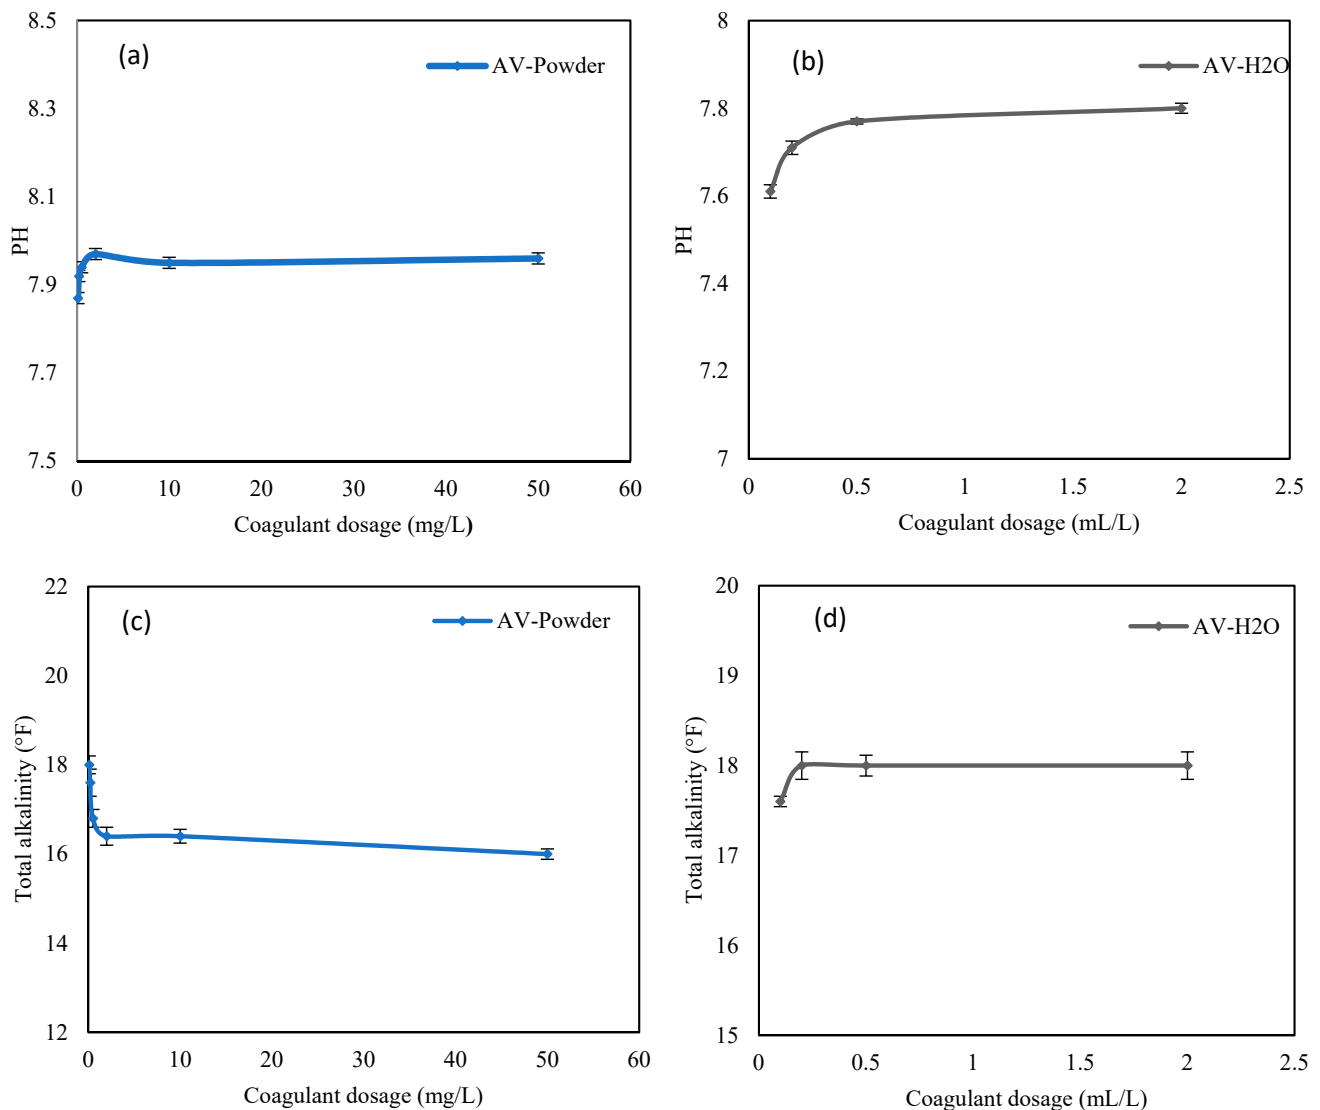 (a)
AV-Powder
8.5
8.3
8.1
7.9
7.7
7.5
PH
0 10 20 30 40 50 60
Coagulant dosage (mg/L)
(b)
AV-H2O
8
7.8
7.6
7.4
7.2
7
PH
0 0.5 1 1.5 2 2.5
Coagulant dosage (mL/L)
(c)
AV-Powder
22
20
18
16
14
12
Total alkalinity (°F)
0 10 20 30 40 50 60
Coagulant dosage (mg/L)
(d)
AV-H2O
20
19
18
17
16
15
Total alkalinity (°F)
0 0.5 1 1.5 2 2.5
Coagulant dosage (mL/L)